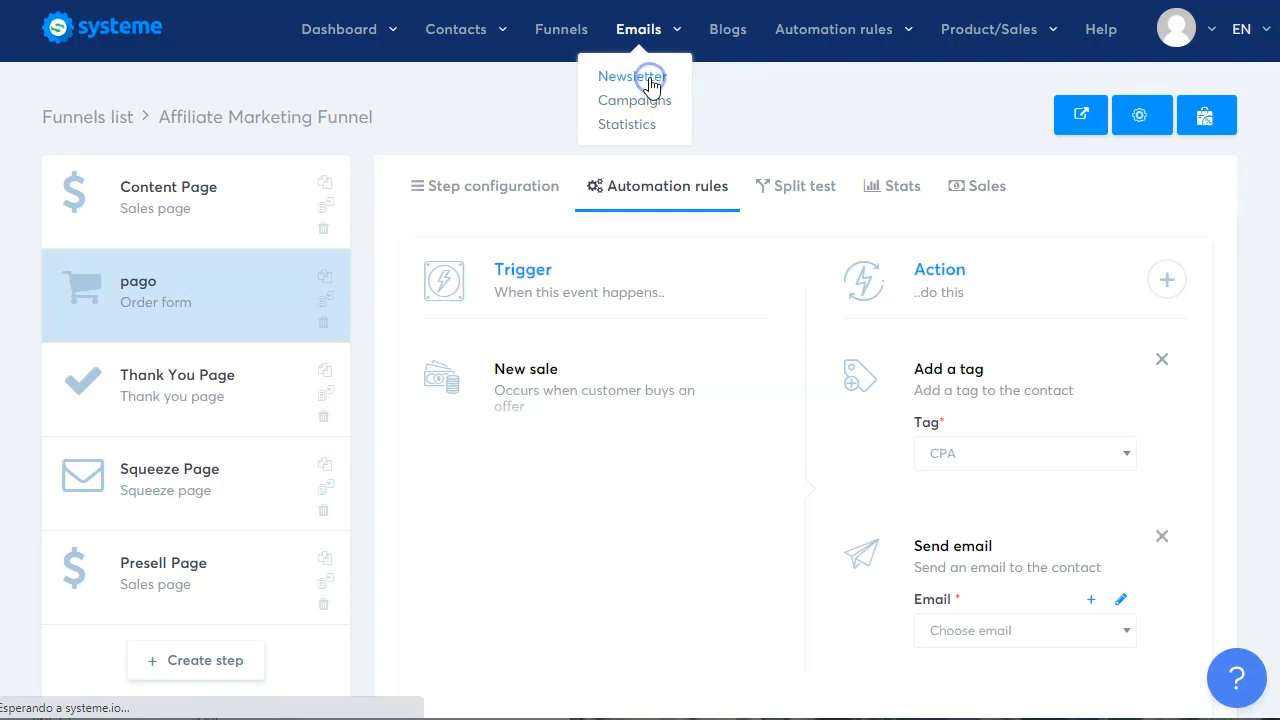 systeme
Dashboard
Contacts
Funnels
Emails
Blogs
Automation rules
Product/Sales
Help
EN
Newsletter
Campaigns
Statistics
Funnels list > Affiliate Marketing Funnel
Content Page
Sales page
pago
Order form
Thank You Page
Thank you page
Squeeze Page
Squeeze page
Presell Page
Sales page
+ Create step
Step configuration
Automation rules
Split test
Stats
Sales
Trigger
When this event happens..
New sale
Occurs when customer buys an
offer
Action
..do this
Add a tag
Add a tag to the contact
Tag*
CPA
Send email
Send an email to the contact
Email *
Choose email
?
Esperando a systeme.io...